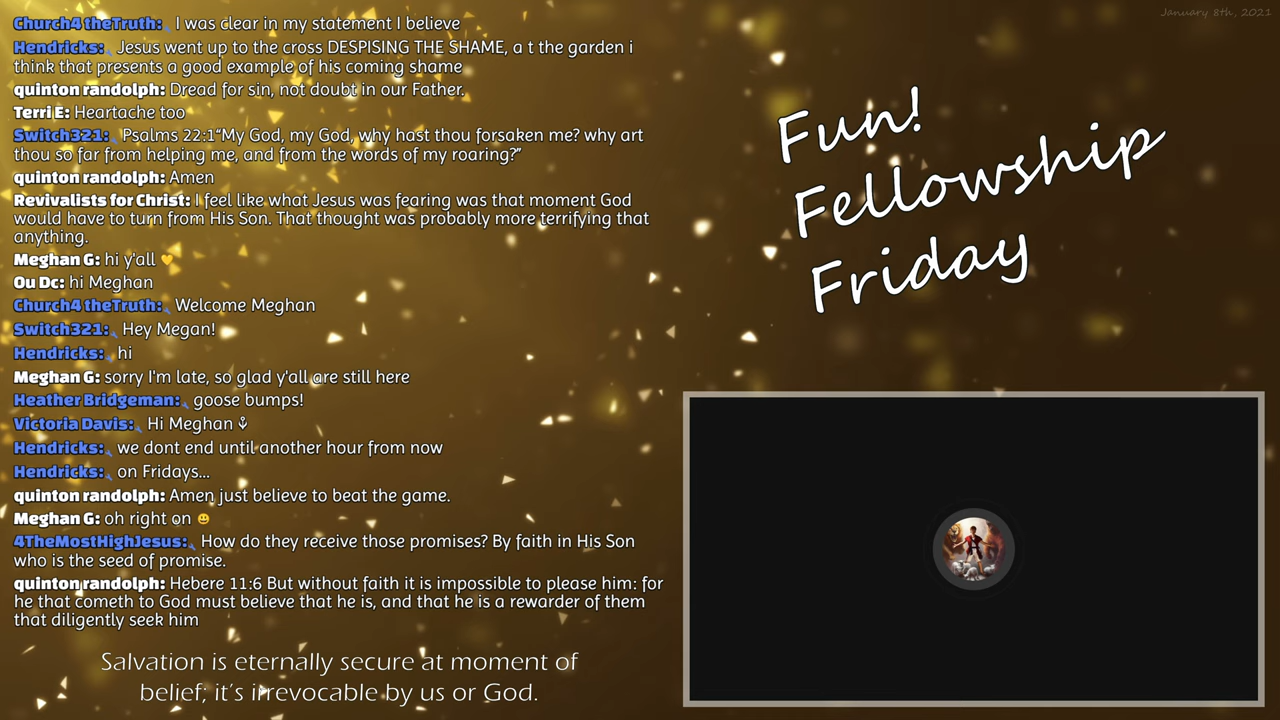 Church4 theTruth: I was clear in my statement I believe
Hendricks: Jesus went up to the cross DESPISING THE SHAME, a t the garden i
think that presents a good example of his coming shame
quinton randolph: Dread for sin, not doubt in our Father.
Terri E: Heartache too
Switch321: Psalms 22:1“My God, my God, why hast thou forsaken me? why art
thou so far from helping me, and from the words of my roaring?”
quinton randolph: Amen
Revivalists for Christ: I feel like what Jesus was fearing was that moment God
would have to turn from His Son. That thought was probably more terrifying that
anything.
Meghan G: hi y'all 💛
Ou Dc: hi Meghan
Church4 theTruth: Welcome Meghan
Switch321: Hey Megan!
Hendricks: hi
Meghan G: sorry I'm late, so glad y'all are still here
Heather Bridgeman: goose bumps!
Victoria Davis: Hi Meghan ⚘
Hendricks: we dont end until another hour from now
Hendricks: on Fridays...
quinton randolph: Amen just believe to beat the game.
Meghan G: oh right on 😀
4TheMostHighJesus: How do they receive those promises? By faith in His Son
who is the seed of promise.
quinton randolph: Hebere 11:6 But without faith it is impossible to please him: for
he that cometh to God must believe that he is, and that he is a rewarder of them
that diligently seek him
Salvation is eternally secure at moment of
belief; it's irrevocable by us or God.
January 8th, 2021
Fun!
Fellowship
Friday